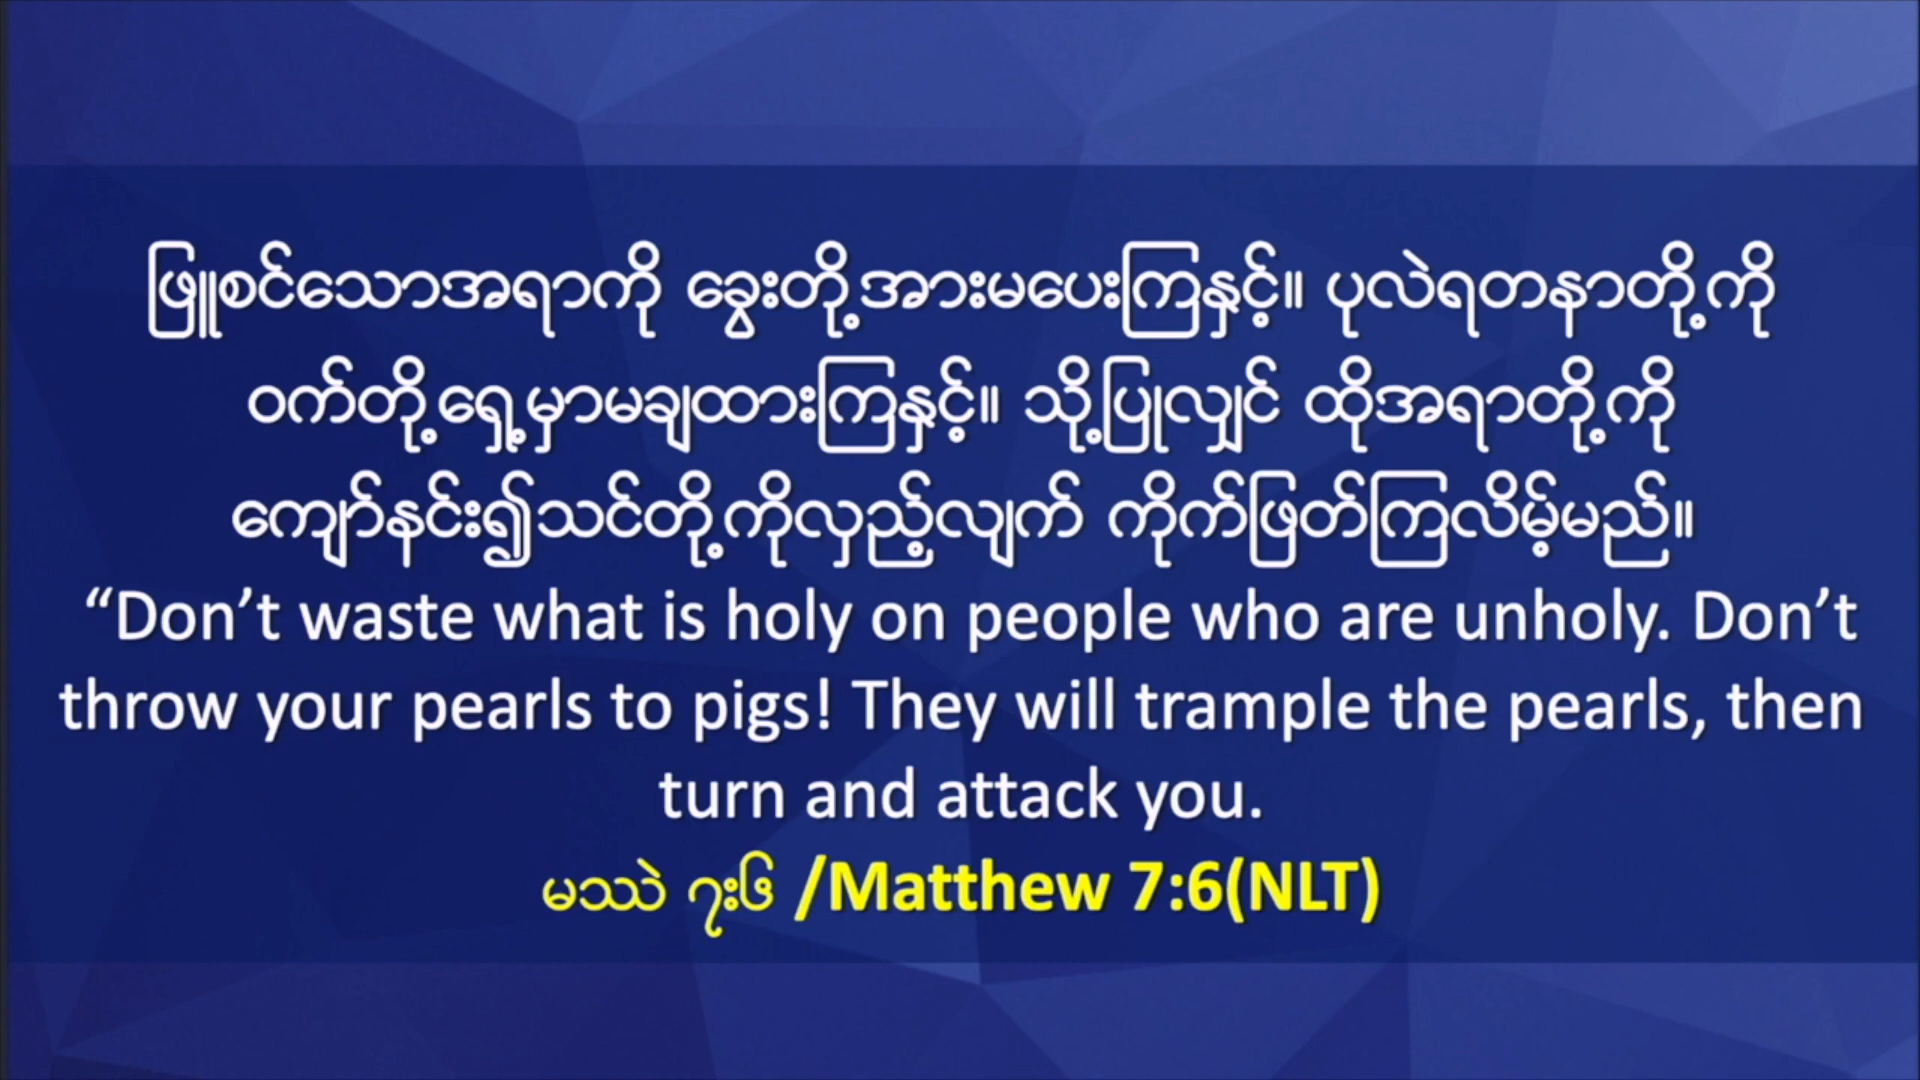 ဖြူစင်သောအရာကို ခွေးတို့အားမပေးကြနှင့်။ ပုလဲရတနာတို့ကို
ဝက်တို့ရှေ့မှာမချထားကြနှင့်။ သို့ပြုလျှင် ထိုအရာတို့ကို
ကျော်နင်း၍သင်တို့ကိုလှည့်လျက် ကိုက်ဖြတ်ကြလိမ့်မည်။
“Don’t waste what is holy on people who are unholy. Don’t
throw your pearls to pigs! They will trample the pearls, then
turn and attack you.
မဿဲ ၇း၆ /Matthew 7:6(NLT)